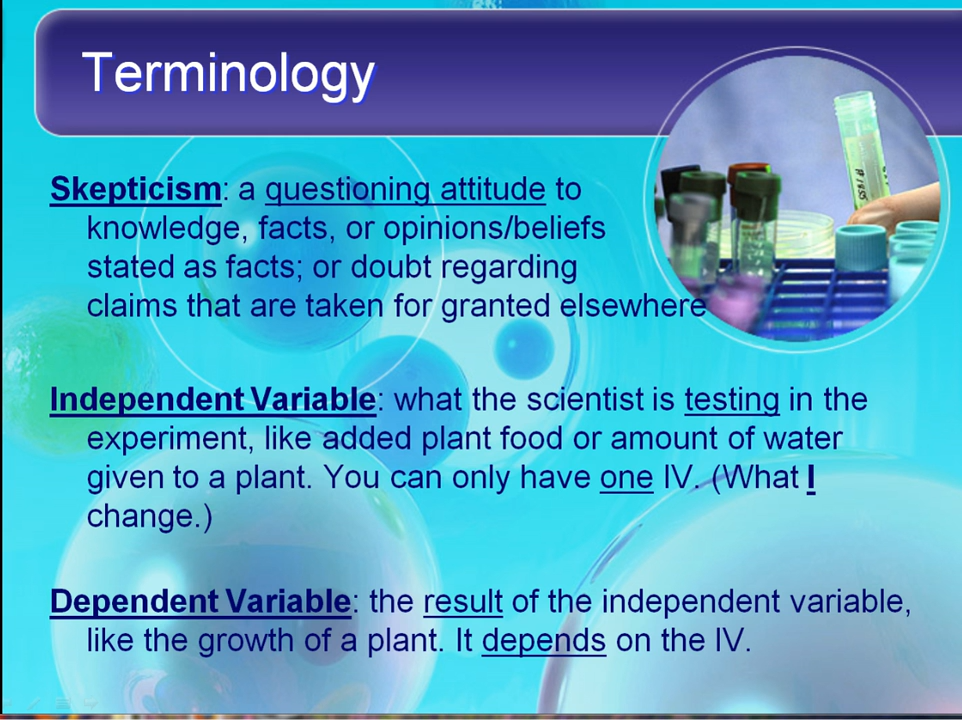 Terminology
Skepticism: a questioning attitude to
knowledge, facts, or opinions/beliefs
stated as facts; or doubt regarding
claims that are taken for granted elsewhere
Independent Variable: what the scientist is testing in the
experiment, like added plant food or amount of water
given to a plant. You can only have one IV. (What I
change.)
Dependent Variable: the result of the independent variable,
like the growth of a plant. It depends on the IV.